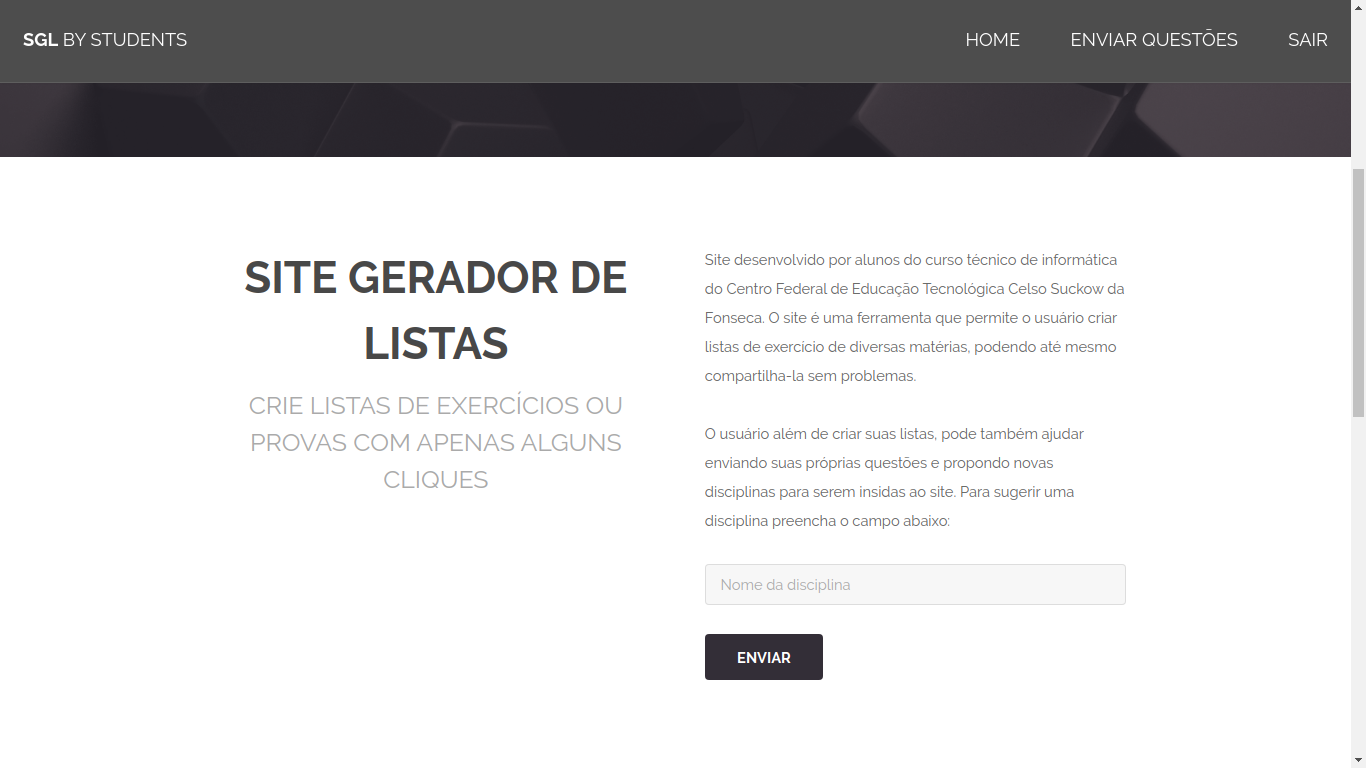 SGL BY STUDENTS
HOME
ENVIAR QUESTÕES
SAIR
SITE GERADOR DE
LISTAS
CRIE LISTAS DE EXERCÍCIOS OU
PROVAS COM APENAS ALGUNS
CLIQUES
Site desenvolvido por alunos do curso técnico de informática
do Centro Federal de Educação Tecnológica Celso Suckow da
Fonseca. O site é uma ferramenta que permite o usuário criar
listas de exercício de diversas matérias, podendo até mesmo
compartilha-la sem problemas.
O usuário além de criar suas listas, pode também ajudar
enviando suas próprias questões e propondo novas
disciplinas para serem insidas ao site. Para sugerir uma
disciplina preencha o campo abaixo:
Nome da disciplina
ENVIAR